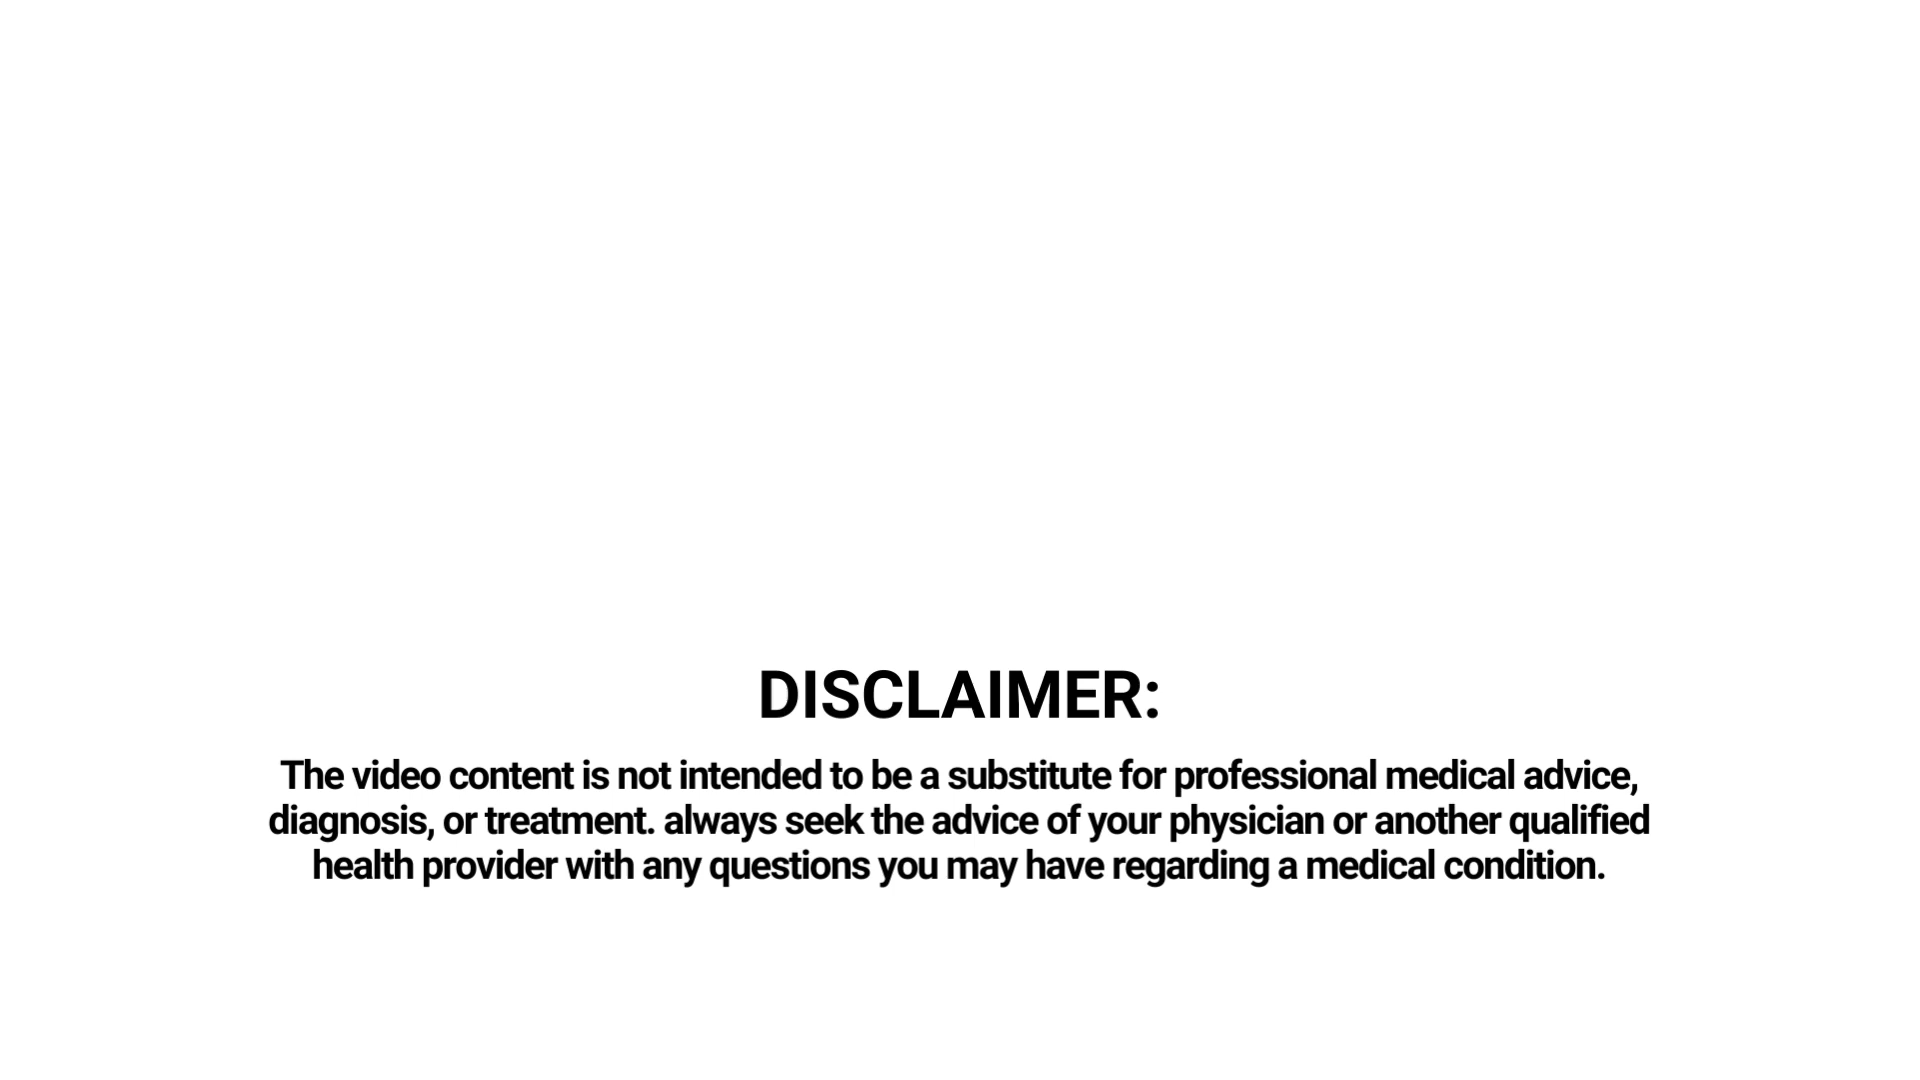 DISCLAIMER:
The video content is not intended to be a substitute for professional medical advice,
diagnosis, or treatment. always seek the advice of your physician or another qualified
health provider with any questions you may have regarding a medical condition.